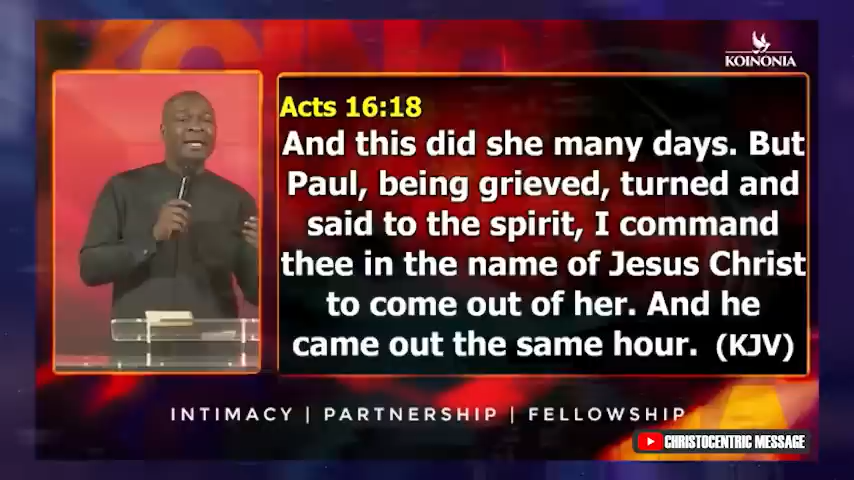 KOINONIA
Acts 16:18
And this did she many days. But
Paul, being grieved, turned and
said to the spirit, I command
thee in the name of Jesus Christ
to come out of her. And he
came out the same hour. (KJV)
INTIMACY | PARTNERSHIP | FELLOWSHIP
CHRISTOCENTRIC MESSAGE